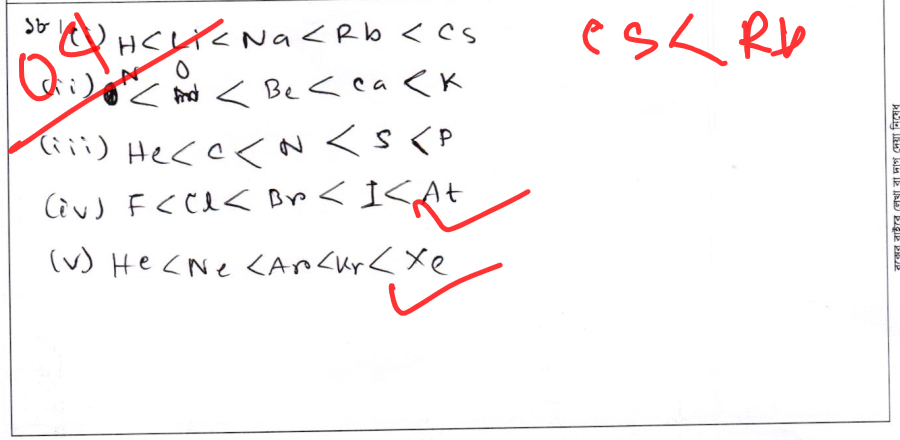 ১৮। (i) H < Li < Na < Rb < Cs
04
Cs < Rb
(ii) N < O < Be < Ca < K
(iii) He < C < N < S < P
(iv) F < Cl < Br < I < At
(v) He < Ne < Ar < Kr < Xe
বক্সের বাইরে লেখা বা দাগ দেয়া নিষেধ